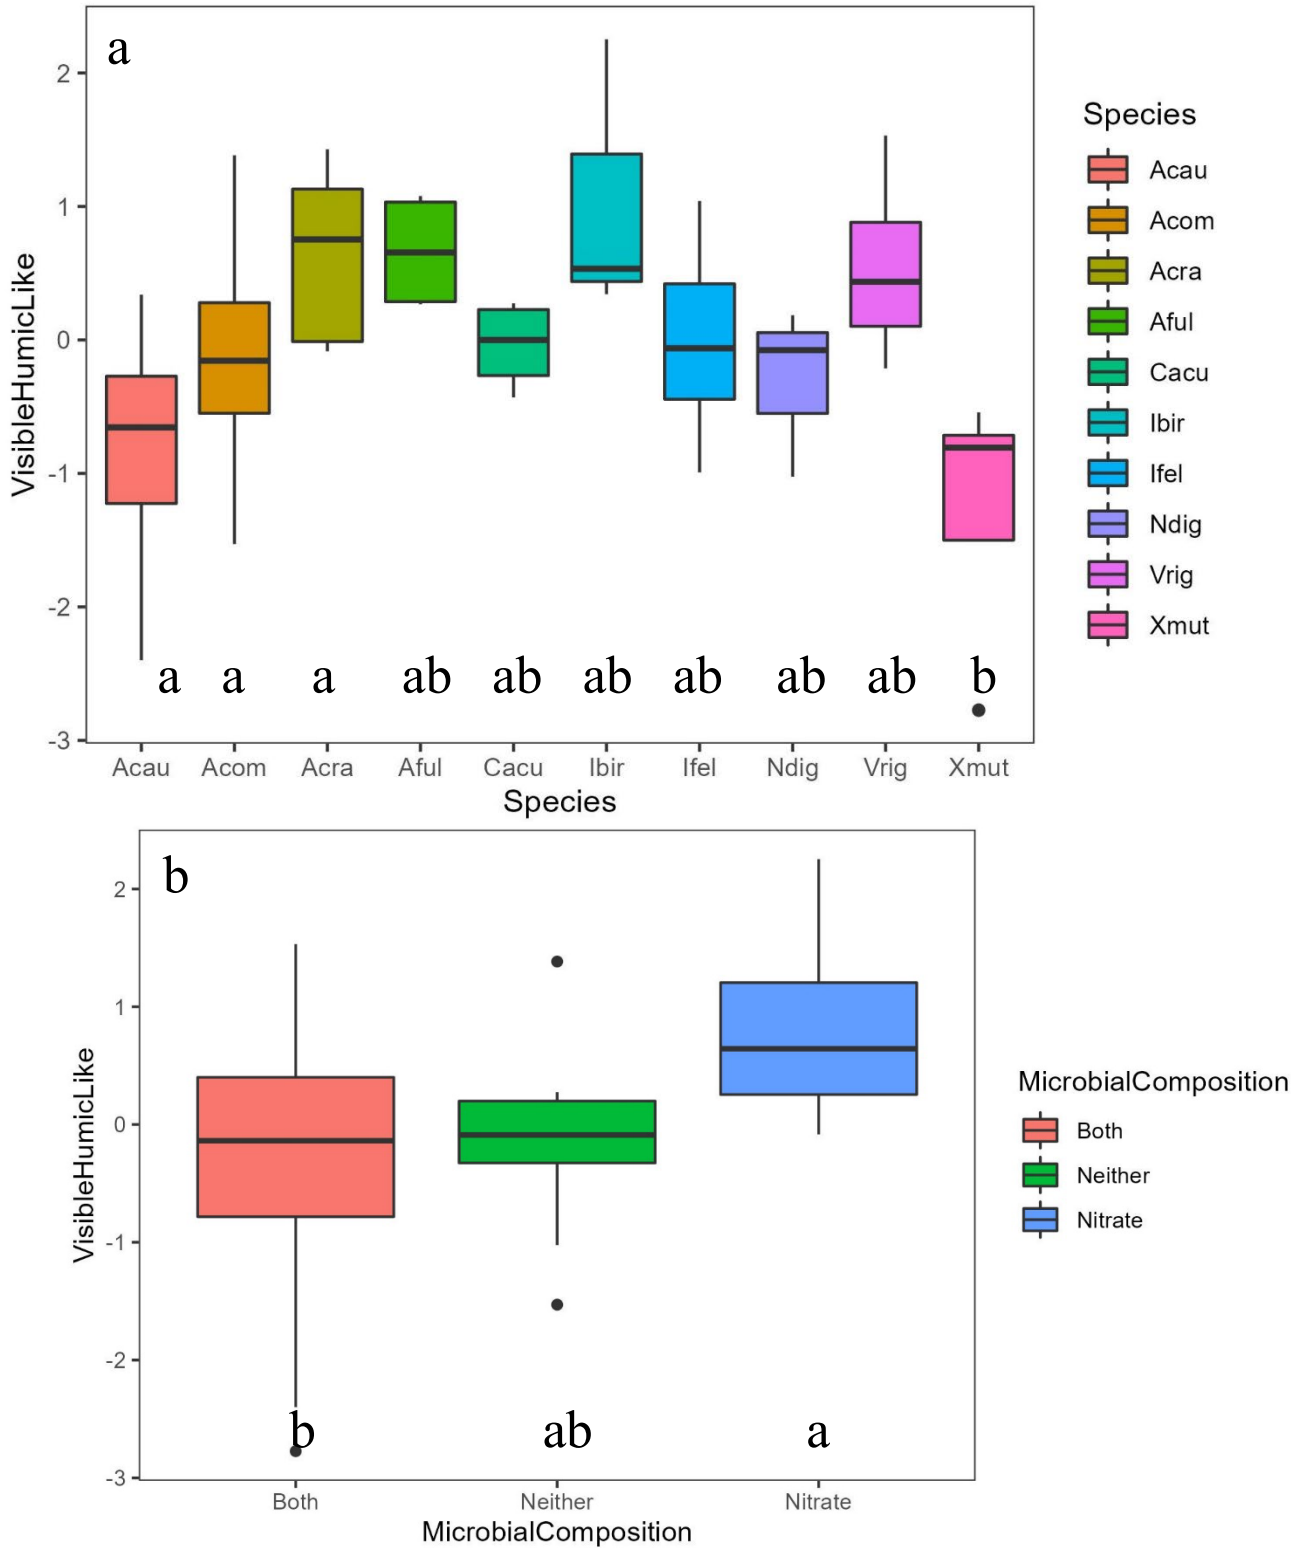 a
VisibleHumicLike
2
1
0
-1
-2
-3
a a a ab ab ab ab ab ab b
Acau Acom Acra Aful Cacu Ibir Ifel Ndig Vrig Xmut
Species
Species
Acau
Acom
Acra
Aful
Cacu
Ibir
Ifel
Ndig
Vrig
Xmut
b
VisibleHumicLike
2
1
0
-1
-2
-3
b ab a
Both Neither Nitrate
MicrobialComposition
MicrobialComposition
Both
Neither
Nitrate